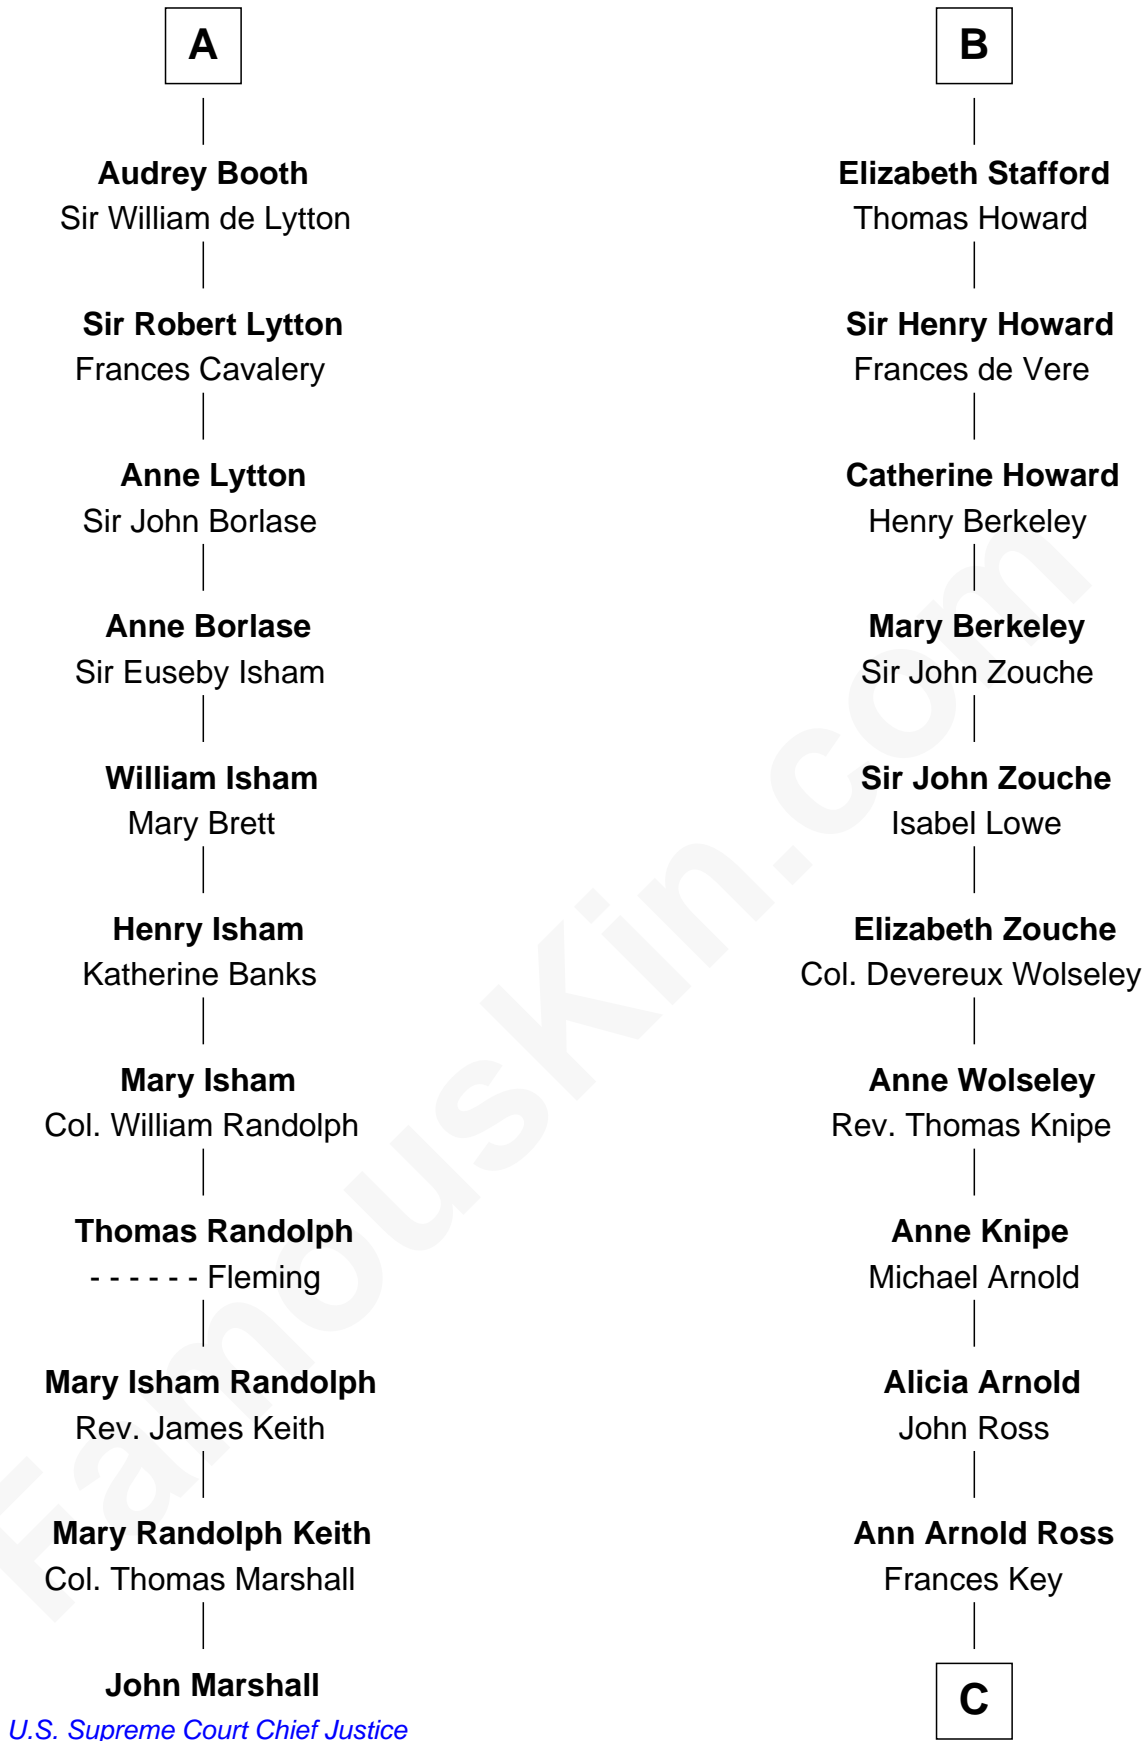 A
Audrey Booth
Sir William de Lytton
Sir Robert Lytton
Frances Cavalery
Anne Lytton
Sir John Borlase
Anne Borlase
Sir Euseby Isham
William Isham
Mary Brett
Henry Isham
Katherine Banks
Mary Isham
Col. William Randolph
Thomas Randolph
- - - - - - Fleming
Mary Isham Randolph
Rev. James Keith
Mary Randolph Keith
Col. Thomas Marshall
John Marshall
U.S. Supreme Court Chief Justice
B
Elizabeth Stafford
Thomas Howard
Sir Henry Howard
Frances de Vere
Catherine Howard
Henry Berkeley
Mary Berkeley
Sir John Zouche
Sir John Zouche
Isabel Lowe
Elizabeth Zouche
Col. Devereux Wolseley
Anne Wolseley
Rev. Thomas Knipe
Anne Knipe
Michael Arnold
Alicia Arnold
John Ross
Ann Arnold Ross
Frances Key
C
FamousKin.com